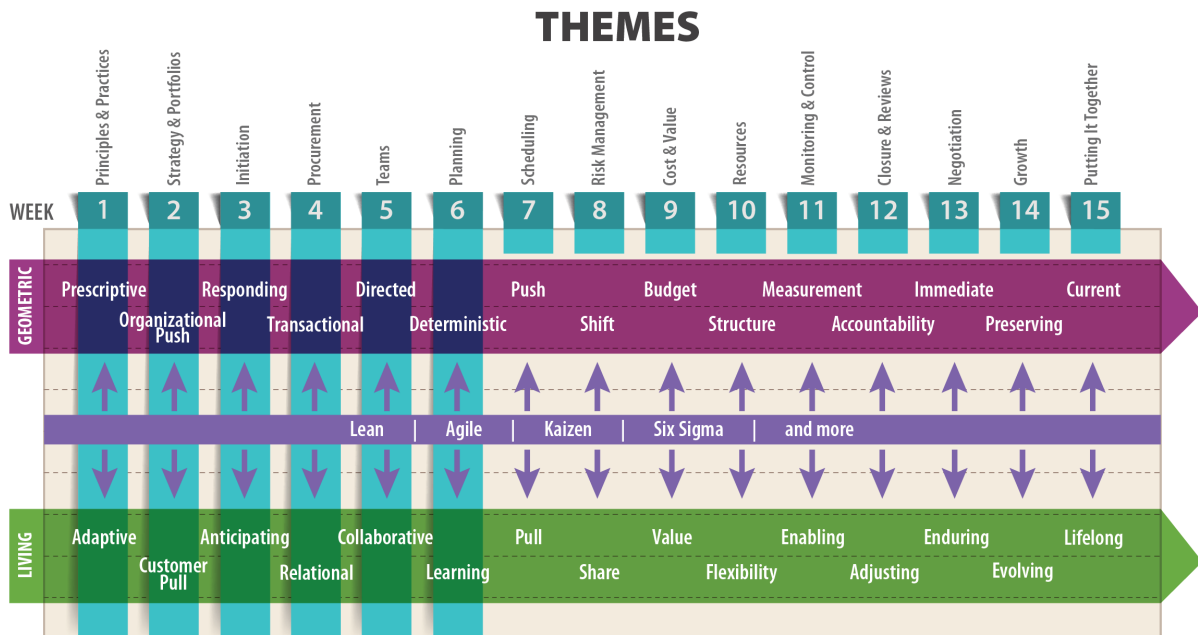 THEMES
Principles & Practices
Strategy & Portfolios
Initiation
Procurement
Teams
Planning
Scheduling
Risk Management
Cost & Value
Resources
Monitoring & Control
Closure & Reviews
Negotiation
Growth
Putting It Together
WEEK 1 2 3 4 5 6 7 8 9 10 11 12 13 14 15
GEOMETRIC
Prescriptive Responding Directed Push Budget Measurement Immediate Current
Organizational
Push
Transactional Deterministic Shift Structure Accountability Preserving
Lean | Agile | Kaizen | Six Sigma | and more
LIVING
Adaptive Anticipating Collaborative Pull Value Enabling Enduring Lifelong
Customer
Pull
Relational Learning Share Flexibility Adjusting Evolving